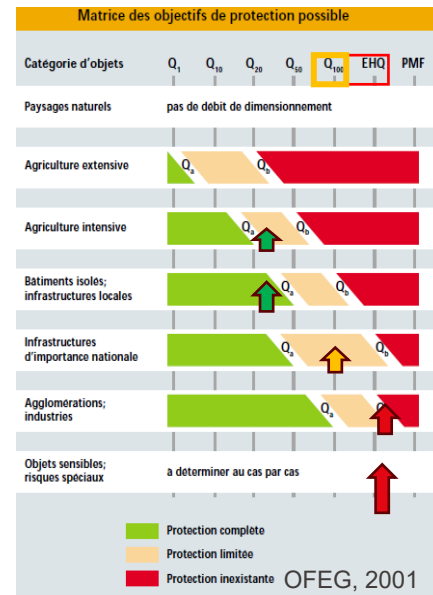 Matrice des objectifs de protection possible
Catégorie d'objets Q1 Q10 Q20 Q50 Q100 EHQ PMF
Paysages naturels pas de débit de dimensionnement
Agriculture extensive Qa Qb
Agriculture intensive Qa Qb
Bâtiments isolés;
infrastructures locales Qa Qb
Infrastructures
d'importance nationale Qa Qb
Agglomérations;
industries Qa
Objets sensibles;
risques spéciaux a déterminer au cas par cas
Protection complète
Protection limitée
Protection inexistante OFEG, 2001